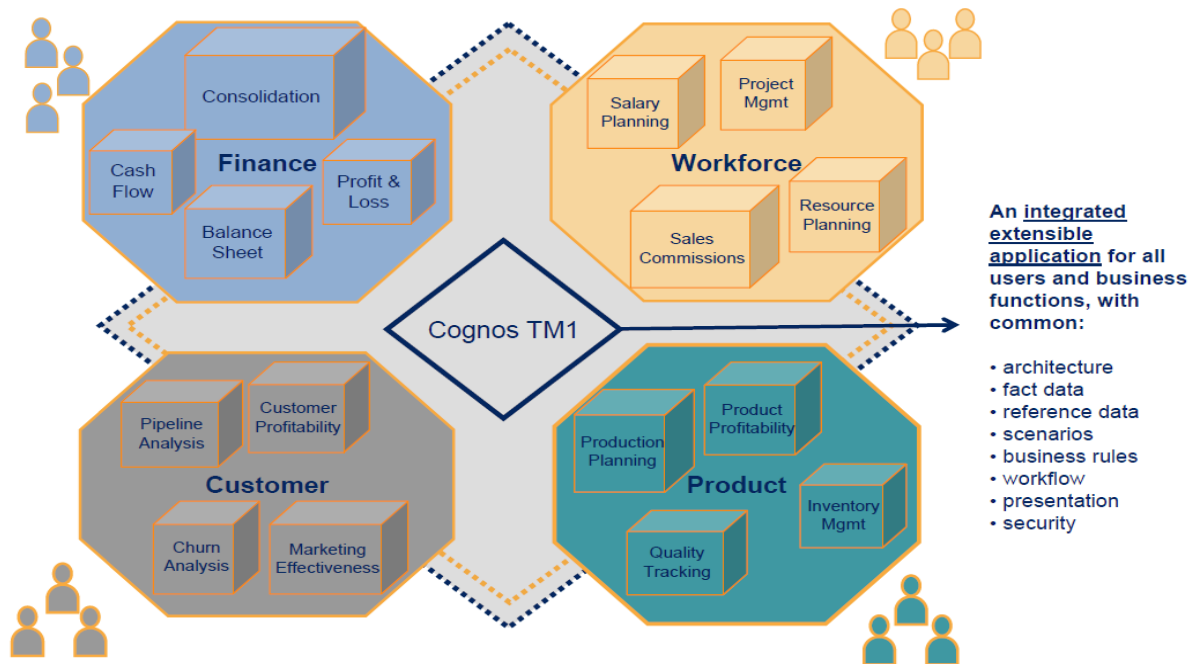 Consolidation
Cash
Flow
Finance
Profit &
Loss
Balance
Sheet
Salary
Planning
Project
Mgmt
Workforce
Resource
Planning
Sales
Commissions
Cognos TM1
An integrated
extensible
application for all
users and business
functions, with
common:
• architecture
• fact data
• reference data
• scenarios
• business rules
• workflow
• presentation
• security
Pipeline
Analysis
Customer
Profitability
Customer
Churn
Analysis
Marketing
Effectiveness
Production
Planning
Product
Profitability
Product
Inventory
Mgmt
Quality
Tracking